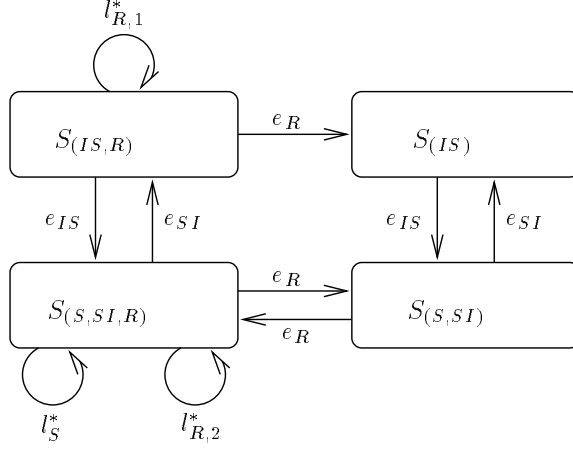 l*_{R,1}
e_R
S_{(IS,R)}
S_{(IS)}
e_{IS}
e_{SI}
e_{IS}
e_{SI}
e_R
S_{(S,SI,R)}
S_{(S,SI)}
e_R
l*_S
l*_{R,2}